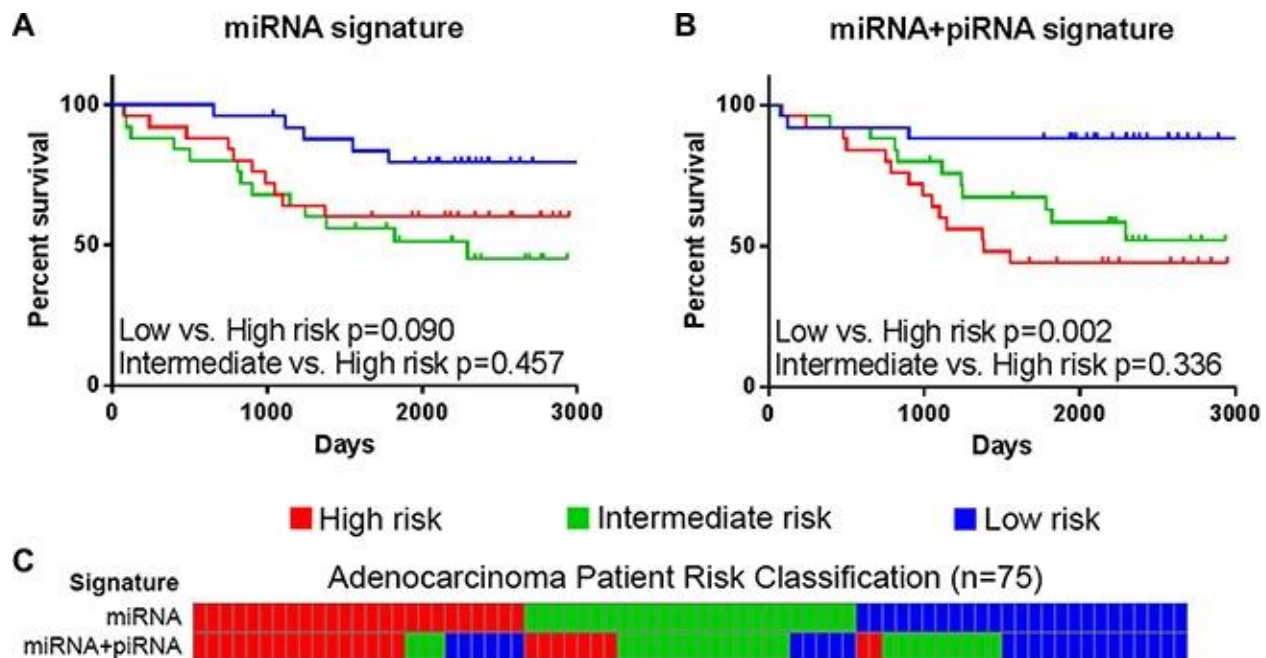 A
miRNA signature
B
miRNA+piRNA signature
100
50
0
Percent survival
Low vs. High risk p=0.090
Intermediate vs. High risk p=0.457
0 1000 2000 3000
Days
100
50
0
Percent survival
Low vs. High risk p=0.002
Intermediate vs. High risk p=0.336
0 1000 2000 3000
Days
High risk Intermediate risk Low risk
C
Signature
Adenocarcinoma Patient Risk Classification (n=75)
miRNA
miRNA+piRNA